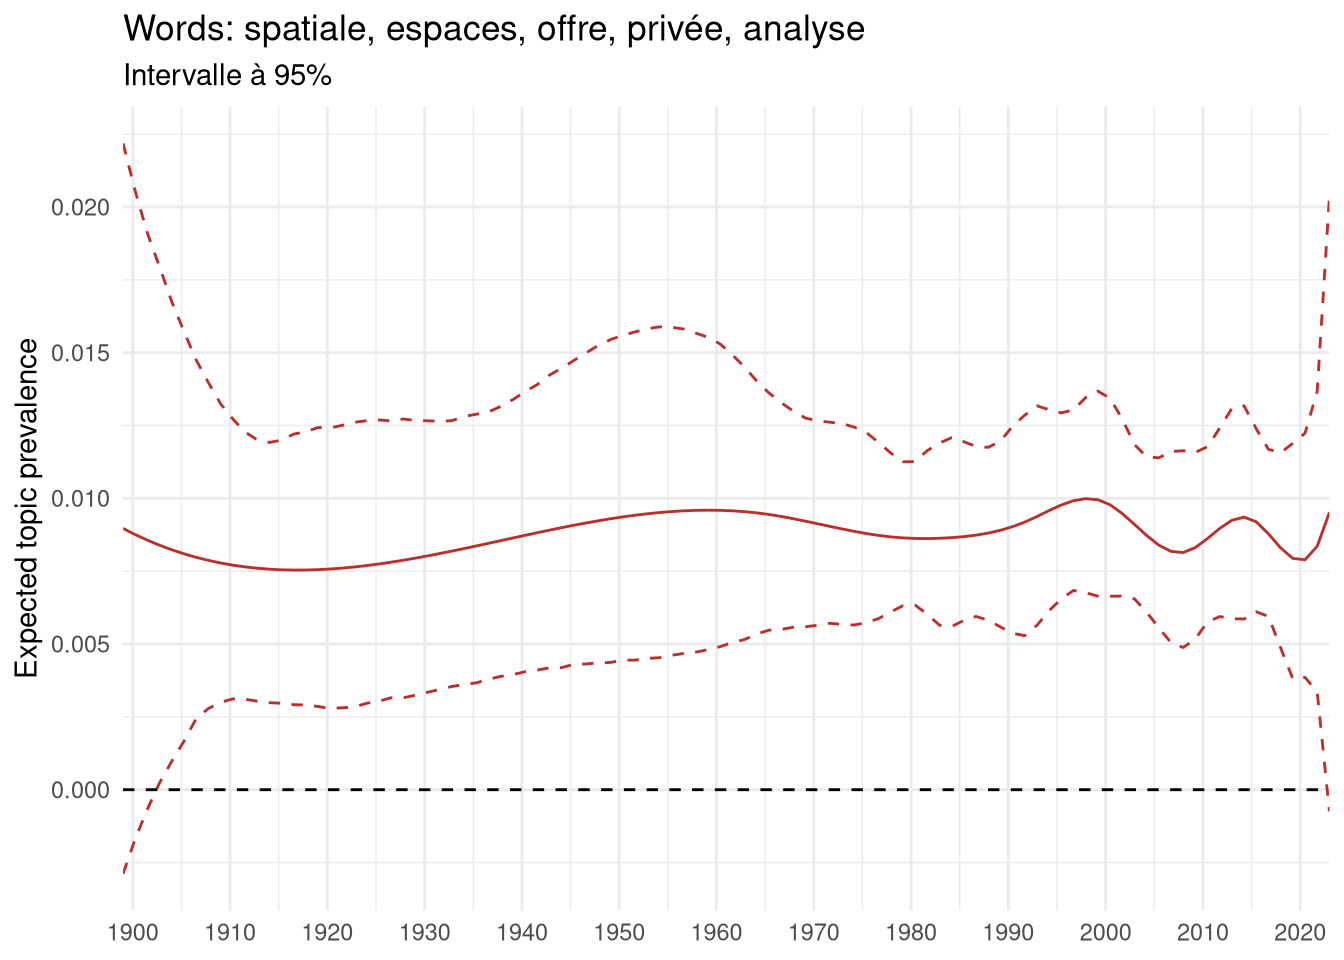 Words: spatiale, espaces, offre, privée, analyse
Intervalle à 95%
Expected topic prevalence
0.020
0.015
0.010
0.005
0.000
1900 1910 1920 1930 1940 1950 1960 1970 1980 1990 2000 2010 2020